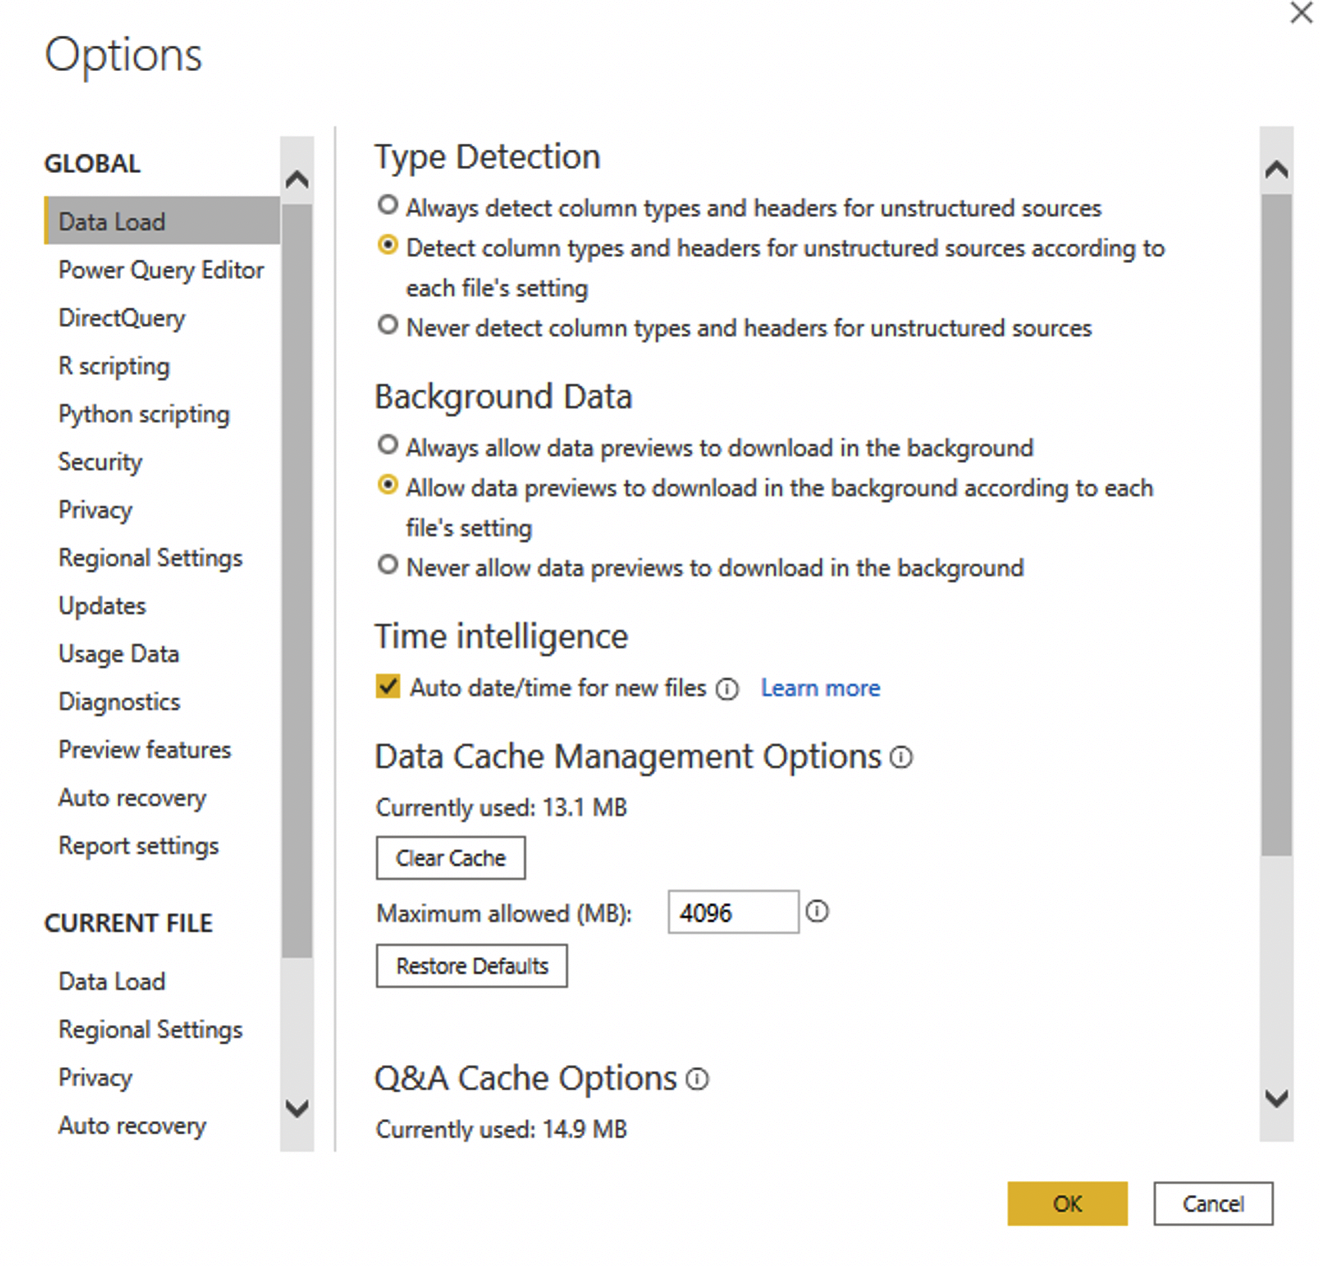 Options
GLOBAL
Data Load
Power Query Editor
DirectQuery
R scripting
Python scripting
Security
Privacy
Regional Settings
Updates
Usage Data
Diagnostics
Preview features
Auto recovery
Report settings
CURRENT FILE
Data Load
Regional Settings
Privacy
Auto recovery
Type Detection
Always detect column types and headers for unstructured sources
Detect column types and headers for unstructured sources according to
each file's setting
Never detect column types and headers for unstructured sources
Background Data
Always allow data previews to download in the background
Allow data previews to download in the background according to each
file's setting
Never allow data previews to download in the background
Time intelligence
Auto date/time for new files Learn more
Data Cache Management Options
Currently used: 13.1 MB
Clear Cache
Maximum allowed (MB): 4096
Restore Defaults
Q&A Cache Options
Currently used: 14.9 MB
OK Cancel